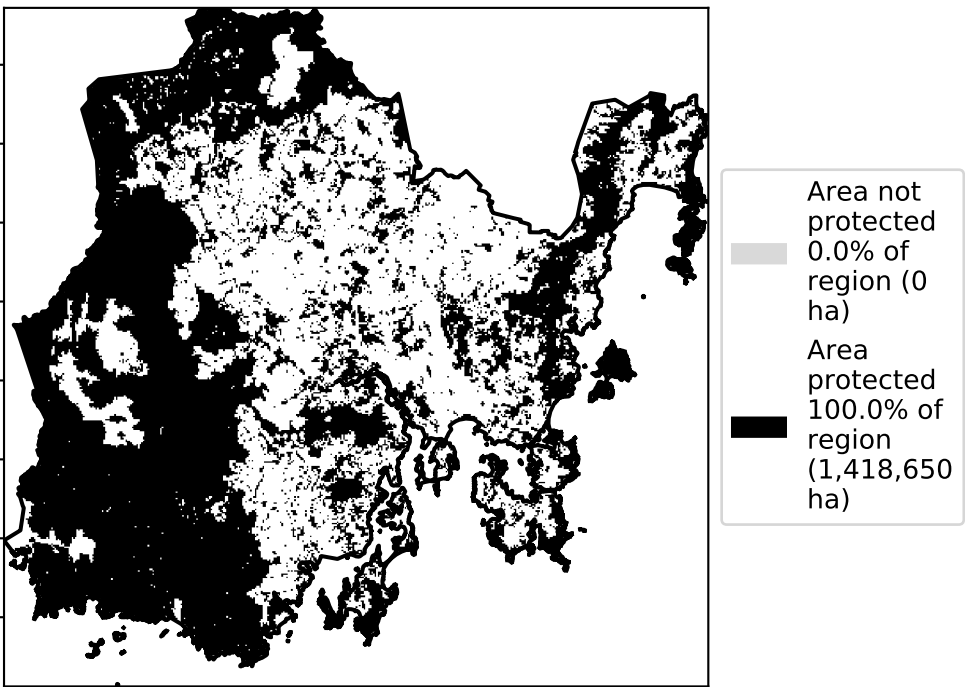 Area not
protected
0.0% of
region (0
ha)
Area
protected
100.0% of
region
(1,418,650
ha)